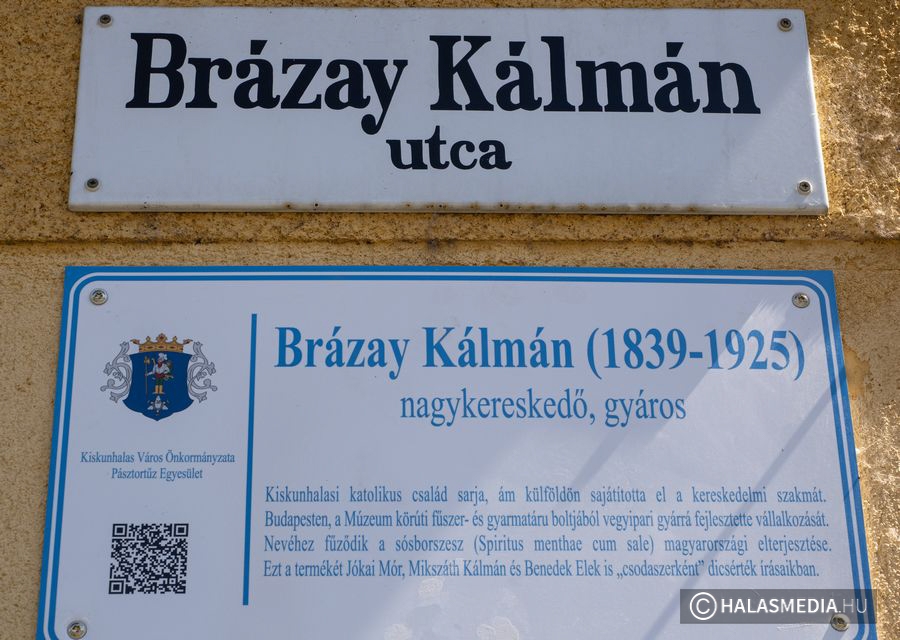 Brázay Kálmán
utca
Brázay Kálmán (1839-1925)
nagykereskedő, gyáros
Kiskunhalas Város Önkormányzata
Pásztortűz Egyesület
Kiskunhalasi katolikus család sarja, ám külföldön sajátította el a kereskedelmi szakmát.
Budapesten, a Múzeum körúti fűszer- és gyarmatáru boltjából vegyipari gyárrá fejlesztette vállalkozását.
Nevéhez fűződik a sósborszesz (Spiritus menthae cum sale) magyarországi elterjesztése.
Ezt a termékét Jókai Mór, Mikszáth Kálmán és Benedek Elek is „csodaszerként” dicsérték írásaikban.
©HALASMEDIA.HU